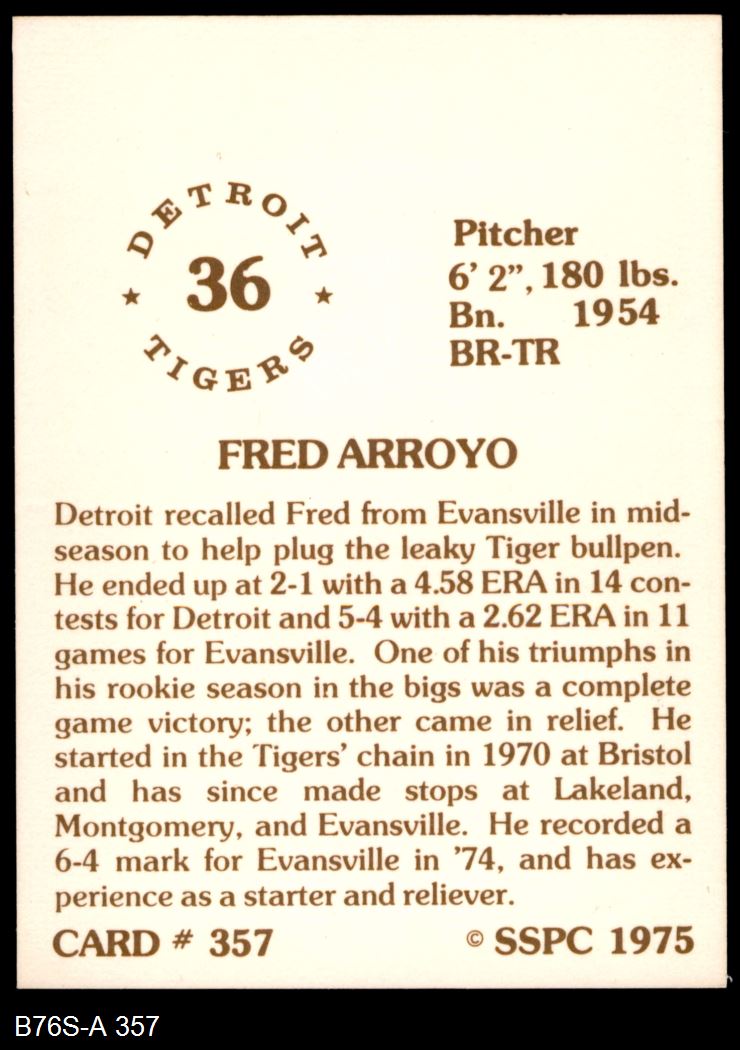 DETROIT
36
TIGERS
Pitcher
6' 2", 180 lbs.
Bn. 1954
BR-TR
FRED ARROYO
Detroit recalled Fred from Evansville in mid-
season to help plug the leaky Tiger bullpen.
He ended up at 2-1 with a 4.58 ERA in 14 con-
tests for Detroit and 5-4 with a 2.62 ERA in 11
games for Evansville. One of his triumphs in
his rookie season in the bigs was a complete
game victory; the other came in relief. He
started in the Tigers' chain in 1970 at Bristol
and has since made stops at Lakeland,
Montgomery, and Evansville. He recorded a
6-4 mark for Evansville in '74, and has ex-
perience as a starter and reliever.
CARD # 357 © SSPC 1975
B76S-A 357